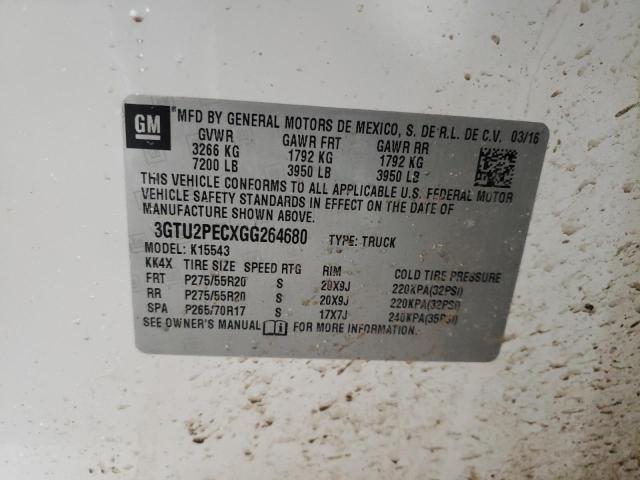 GM
*MFD BY GENERAL MOTORS DE MEXICO, S. DE R.L. DE C.V. 03/16
GVWR GAWR FRT GAWR RR
3266 KG 1792 KG 1792 KG
7200 LB 3950 LB 3950 LB
THIS VEHICLE CONFORMS TO ALL APPLICABLE U.S. FEDERAL MOTOR
VEHICLE SAFETY STANDARDS IN EFFECT ON THE DATE OF
MANUFACTURE SHOWN ABOVE.
3GTU2PECXGG264680 TYPE: TRUCK
MODEL: K15543
KK4X TIRE SIZE SPEED RTG RIM COLD TIRE PRESSURE
FRT P275/55R20 S 20X9J 220KPA(32PSI)
RR P275/55R20 S 20X9J 220KPA(32PSI)
SPA P265/70R17 S 17X7J 240KPA(35PSI)
SEE OWNER'S MANUAL FOR MORE INFORMATION.